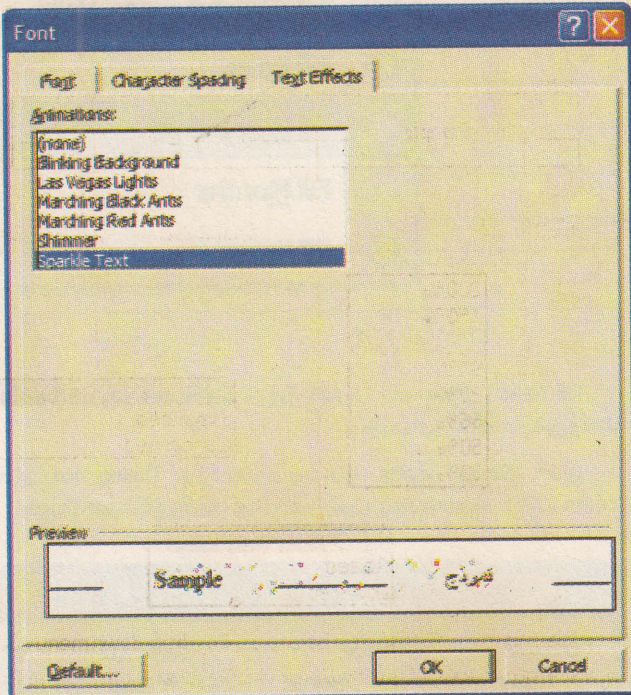 Font
Font Character Spacing Text Effects
Animations:
(none)
Blinking Background
Las Vegas Lights
Marching Black Ants
Marching Red Ants
Shimmer
Sparkle Text
Preview
Sample نموذج
Default... OK Cancel